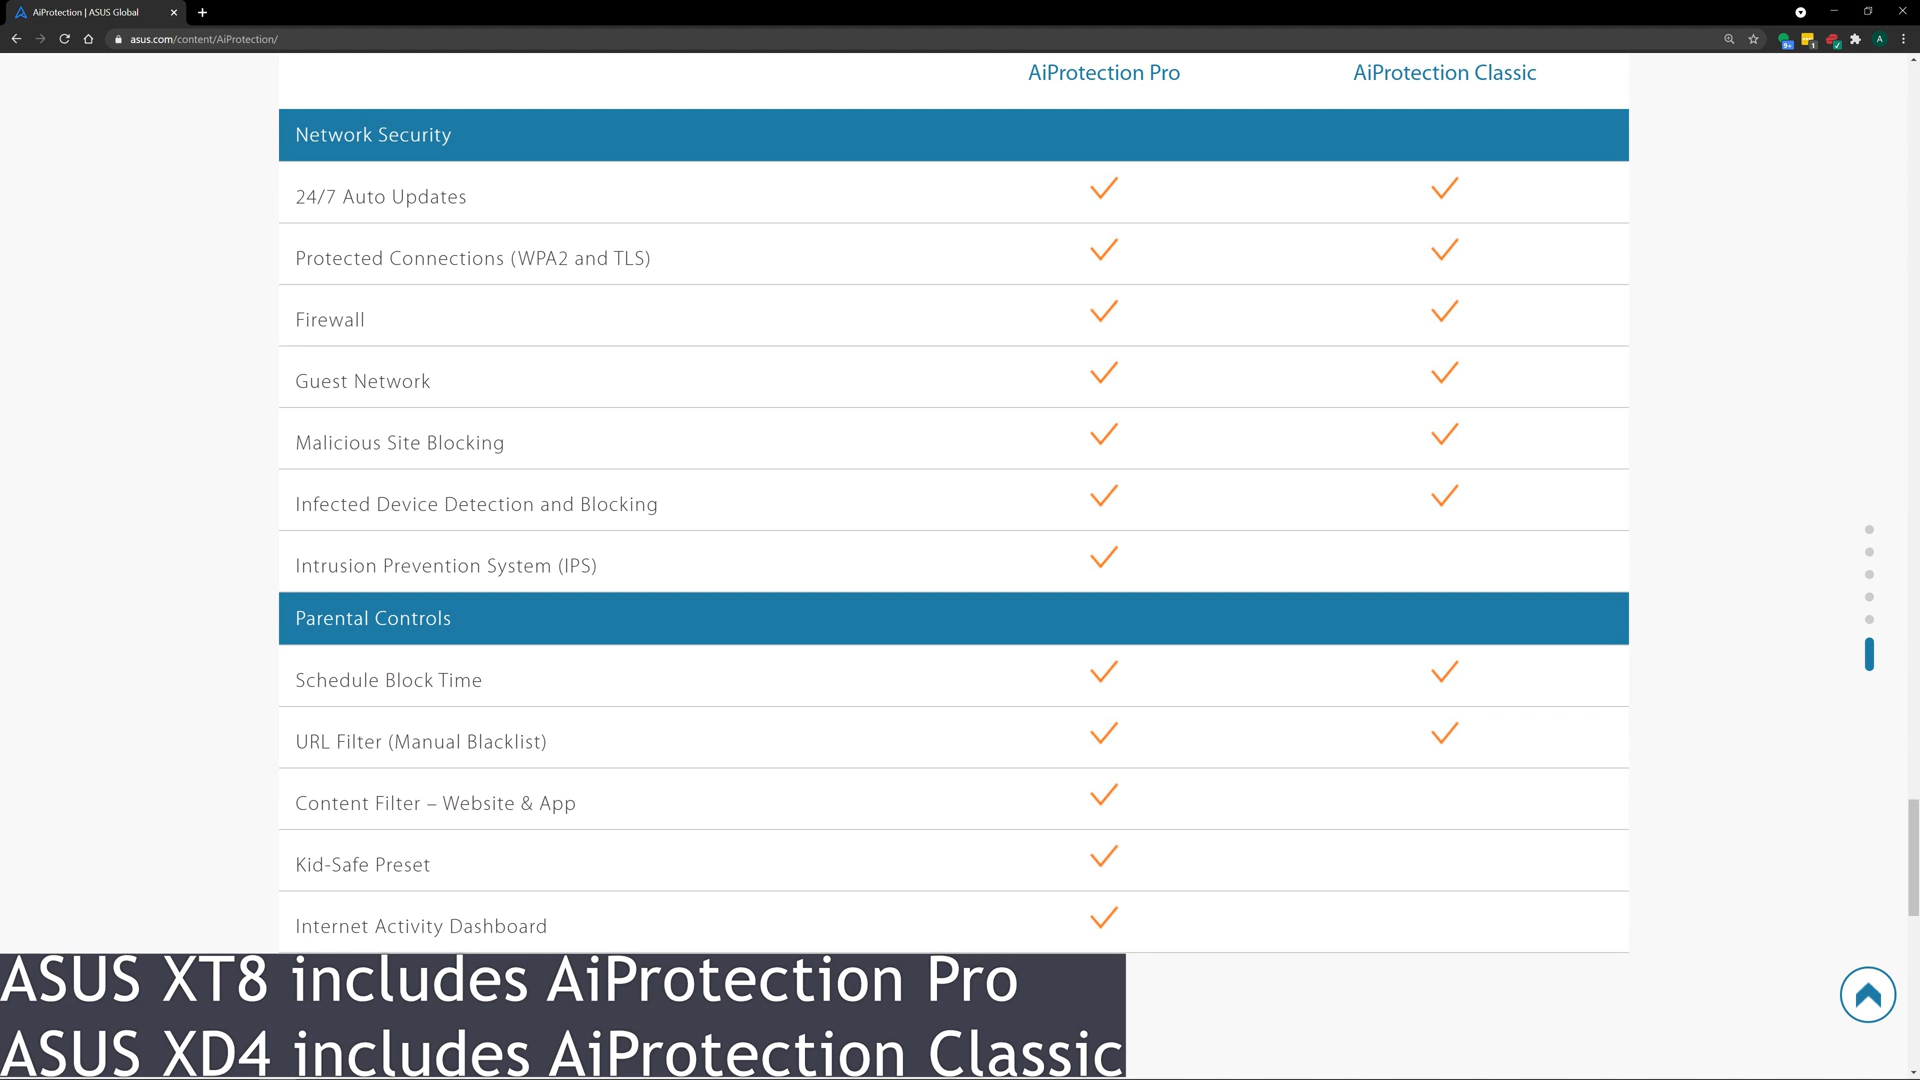 AiProtection | ASUS Global
asus.com/content/AiProtection/
9+
1
A
AiProtection Pro AiProtection Classic
Network Security
24/7 Auto Updates
Protected Connections (WPA2 and TLS)
Firewall
Guest Network
Malicious Site Blocking
Infected Device Detection and Blocking
Intrusion Prevention System (IPS)
Parental Controls
Schedule Block Time
URL Filter (Manual Blacklist)
Content Filter – Website & App
Kid-Safe Preset
Internet Activity Dashboard
ASUS XT8 includes AiProtection Pro
ASUS XD4 includes AiProtection Classic